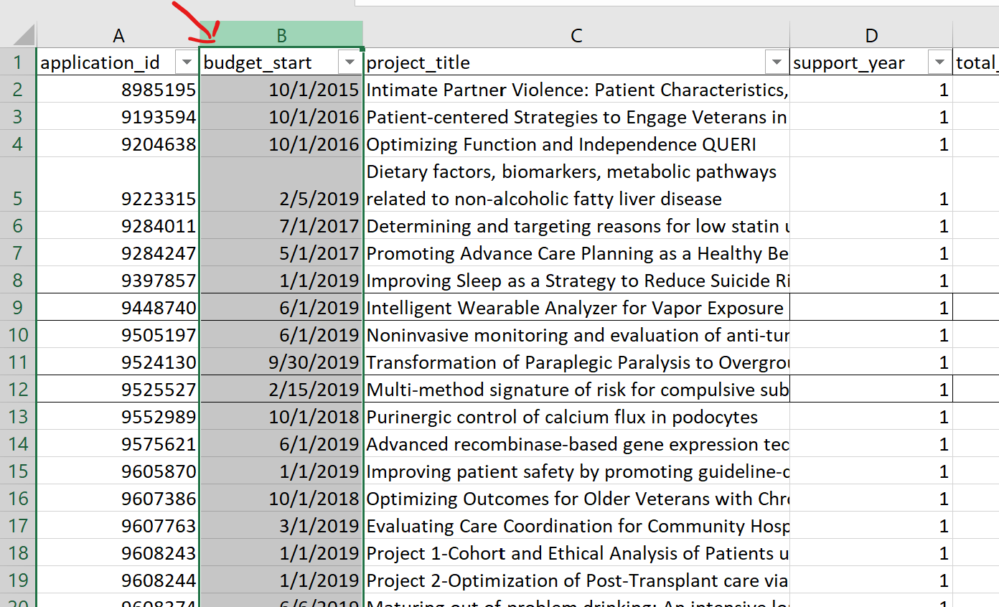 A B C D
1 application_id budget_start project_title support_year total_
2 8985195 10/1/2015 Intimate Partner Violence: Patient Characteristics, 1
3 9193594 10/1/2016 Patient-centered Strategies to Engage Veterans in 1
4 9204638 10/1/2016 Optimizing Function and Independence QUERI 1
Dietary factors, biomarkers, metabolic pathways
5 9223315 2/5/2019 related to non-alcoholic fatty liver disease 1
6 9284011 7/1/2017 Determining and targeting reasons for low statin 1
7 9284247 5/1/2017 Promoting Advance Care Planning as a Healthy Be 1
8 9397857 1/1/2019 Improving Sleep as a Strategy to Reduce Suicide Ri 1
9 9448740 6/1/2019 Intelligent Wearable Analyzer for Vapor Exposure 1
10 9505197 6/1/2019 Noninvasive monitoring and evaluation of anti-tur 1
11 9524130 9/30/2019 Transformation of Paraplegic Paralysis to Overgrou 1
12 9525527 2/15/2019 Multi-method signature of risk for compulsive sub 1
13 9552989 10/1/2018 Purinergic control of calcium flux in podocytes 1
14 9575621 6/1/2019 Advanced recombinase-based gene expression tec 1
15 9605870 1/1/2019 Improving patient safety by promoting guideline-c 1
16 9607386 10/1/2018 Optimizing Outcomes for Older Veterans with Chr 1
17 9607763 3/1/2019 Evaluating Care Coordination for Community Hosp 1
18 9608243 1/1/2019 Project 1-Cohort and Ethical Analysis of Patients u 1
19 9608244 1/1/2019 Project 2-Optimization of Post-Transplant care via 1
20 9608274 6/6/2019 Maturing out of problem drinking: An intensive 1